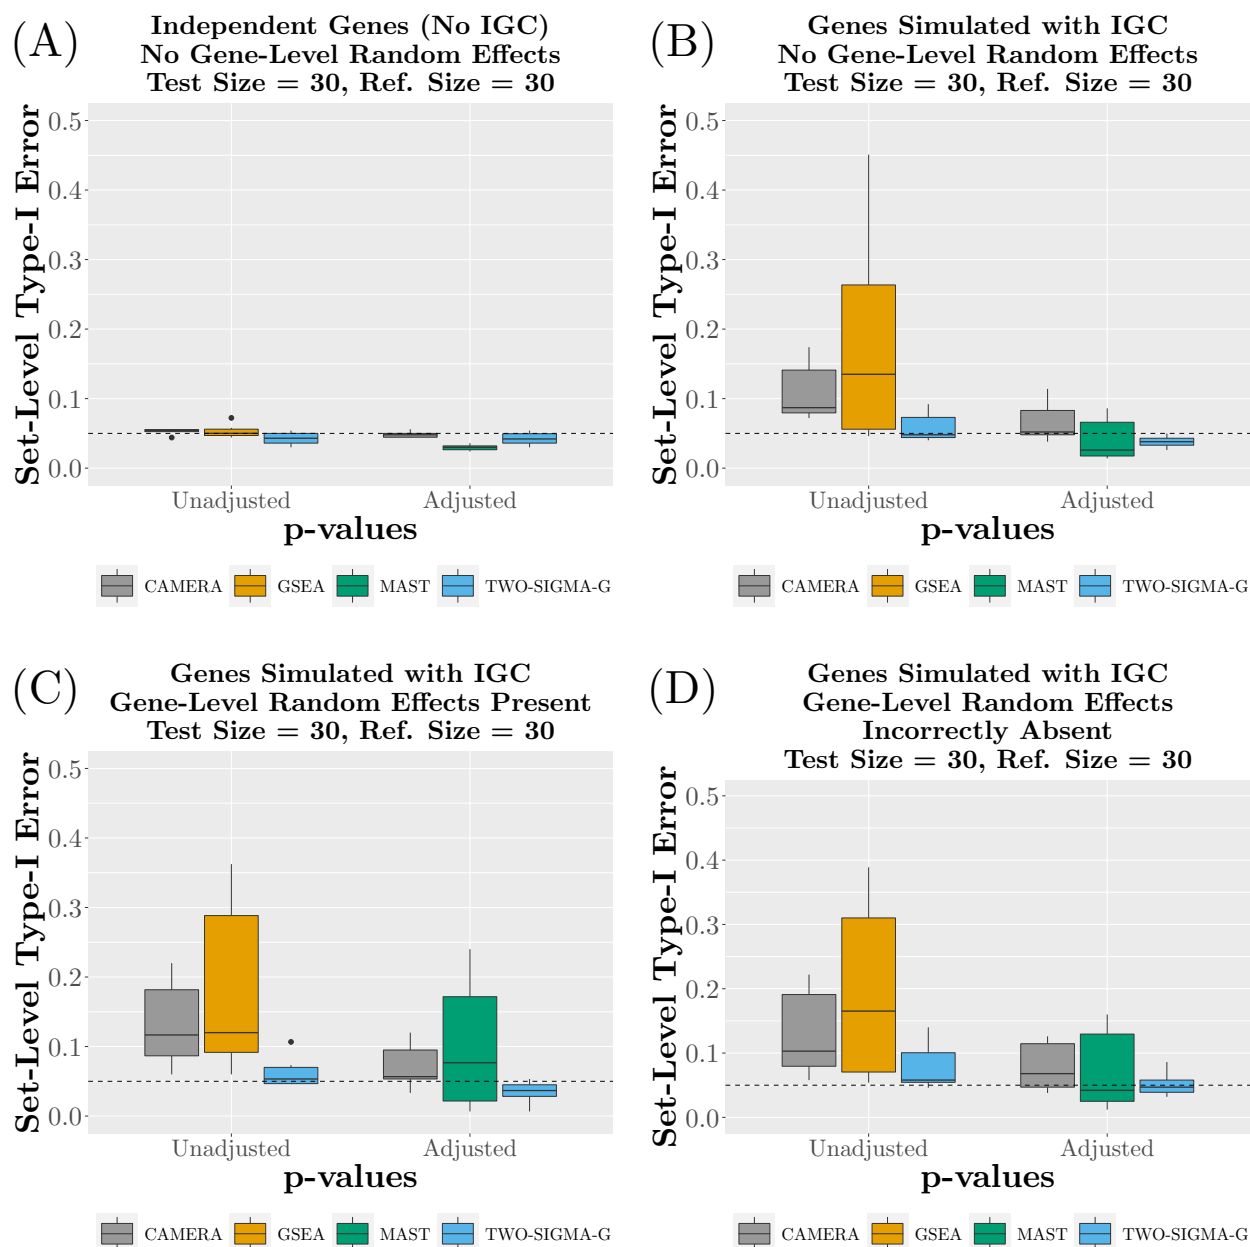 (A)
Independent Genes (No IGC)
No Gene-Level Random Effects
Test Size = 30, Ref. Size = 30
Set-Level Type-I Error
0.5
0.4
0.3
0.2
0.1
0.0
Unadjusted
Adjusted
p-values
CAMERA
GSEA
MAST
TWO-SIGMA-G
(B)
Genes Simulated with IGC
No Gene-Level Random Effects
Test Size = 30, Ref. Size = 30
Set-Level Type-I Error
0.5
0.4
0.3
0.2
0.1
0.0
Unadjusted
Adjusted
p-values
CAMERA
GSEA
MAST
TWO-SIGMA-G
(C)
Genes Simulated with IGC
Gene-Level Random Effects Present
Test Size = 30, Ref. Size = 30
Set-Level Type-I Error
0.5
0.4
0.3
0.2
0.1
0.0
Unadjusted
Adjusted
p-values
CAMERA
GSEA
MAST
TWO-SIGMA-G
(D)
Genes Simulated with IGC
Gene-Level Random Effects
Incorrectly Absent
Test Size = 30, Ref. Size = 30
Set-Level Type-I Error
0.5
0.4
0.3
0.2
0.1
0.0
Unadjusted
Adjusted
p-values
CAMERA
GSEA
MAST
TWO-SIGMA-G